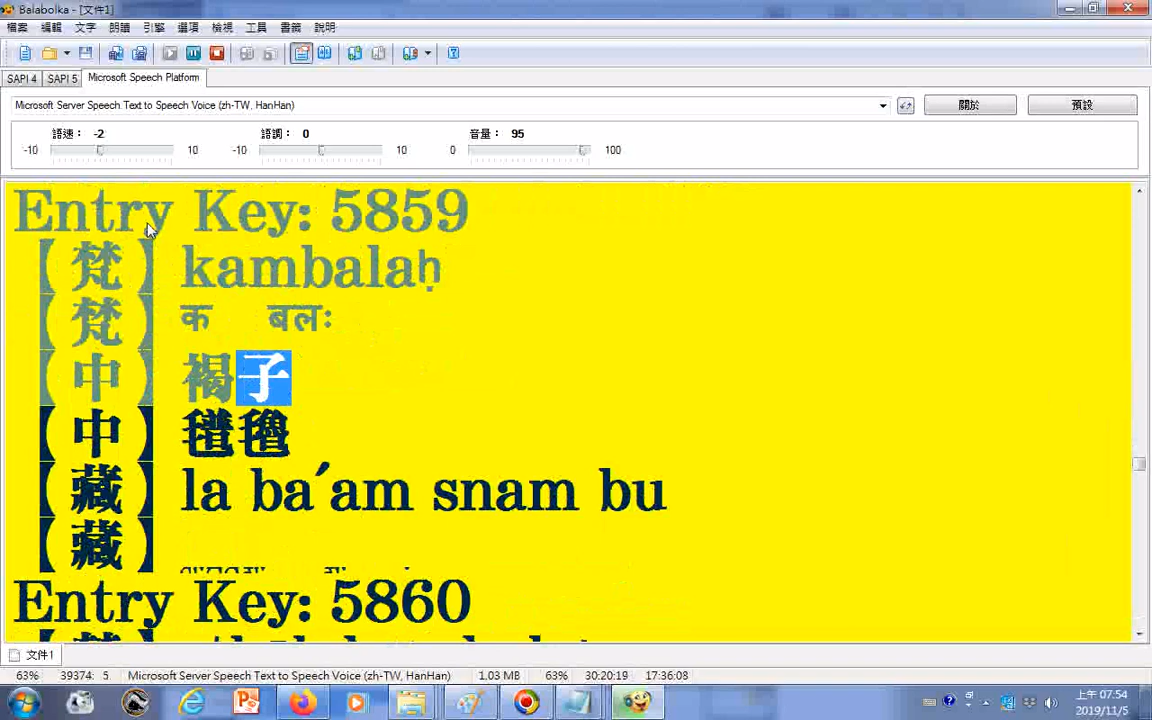 Balabolka - [文件1]
檔案 編輯 文字 朗讀 引擎 選項 檢視 工具 書籤 說明
SAPI 4 SAPI 5 Microsoft Speech Platform
Microsoft Server Speech Text to Speech Voice (zh-TW, HanHan) 關於 預設
語速： -2 語調： 0 音量： 95
-10 10 -10 10 0 100
Entry Key: 5859
【梵】 kambalaḥ
【梵】 क बलः
【中】 褐子
【中】 氆氌
【藏】 la ba'am snam bu
【藏】
Entry Key: 5860
文件1
63% 39374: 5 Microsoft Server Speech Text to Speech Voice (zh-TW, HanHan) 1.03 MB 63% 30:20:19 17:36:08
上午 07:54
2019/11/5